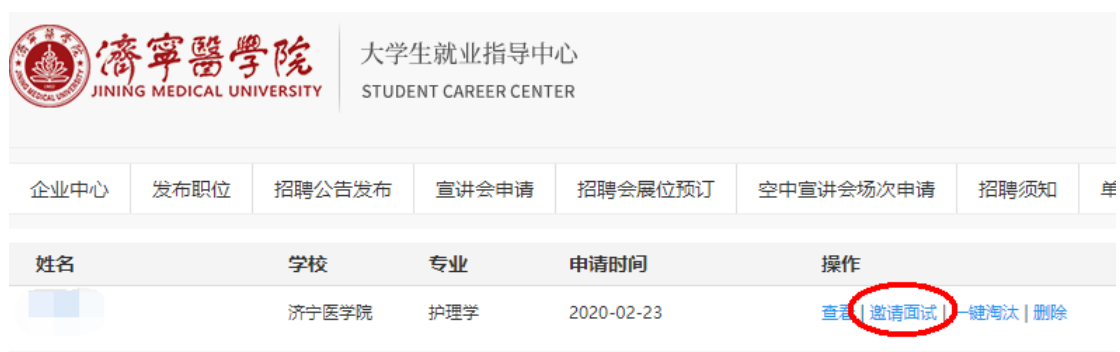 濟寧醫學院
JINING MEDICAL UNIVERSITY
大学生就业指导中心
STUDENT CAREER CENTER
企业中心 发布职位 招聘公告发布 宣讲会申请 招聘会展位预订 空中宣讲会场次申请 招聘须知 单
姓名 学校 专业 申请时间 操作
济宁医学院 护理学 2020-02-23 查看 | 邀请面试 | 一键淘汰 | 删除